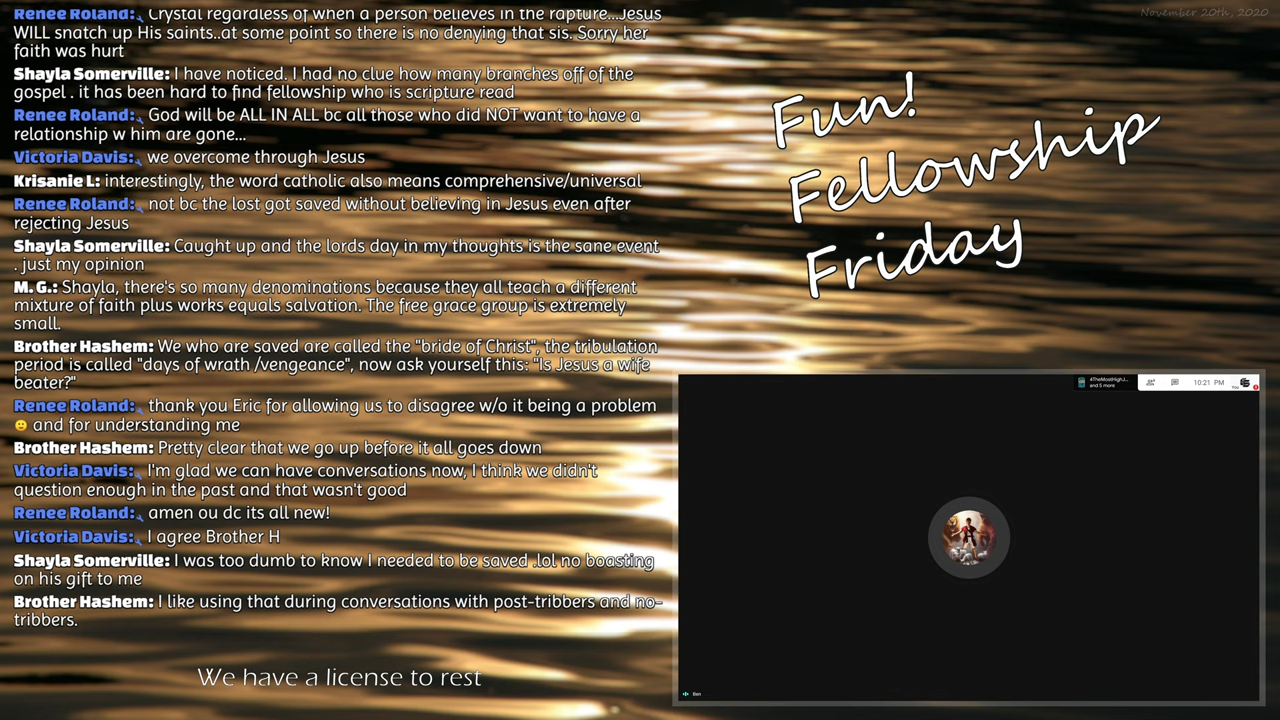 Renee Roland: Crystal regardless of when a person believes in the rapture...Jesus
WILL snatch up His saints..at some point so there is no denying that sis. Sorry her
faith was hurt
Shayla Somerville: I have noticed. I had no clue how many branches off of the
gospel . it has been hard to find fellowship who is scripture read
Renee Roland: God will be ALL IN ALL bc all those who did NOT want to have a
relationship w him are gone...
Victoria Davis: we overcome through Jesus
Krisanie L: interestingly, the word catholic also means comprehensive/universal
Renee Roland: not bc the lost got saved without believing in Jesus even after
rejecting Jesus
Shayla Somerville: Caught up and the lords day in my thoughts is the sane event
. just my opinion
M. G.: Shayla, there's so many denominations because they all teach a different
mixture of faith plus works equals salvation. The free grace group is extremely
small.
Brother Hashem: We who are saved are called the "bride of Christ", the tribulation
period is called "days of wrath /vengeance", now ask yourself this: "Is Jesus a wife
beater?"
Renee Roland: thank you Eric for allowing us to disagree w/o it being a problem
🙂 and for understanding me
Brother Hashem: Pretty clear that we go up before it all goes down
Victoria Davis: I'm glad we can have conversations now, I think we didn't
question enough in the past and that wasn't good
Renee Roland: amen ou dc its all new!
Victoria Davis: I agree Brother H
Shayla Somerville: I was too dumb to know I needed to be saved .lol no boasting
on his gift to me
Brother Hashem: I like using that during conversations with post-tribbers and no-
tribbers.
We have a license to rest
November 20th, 2020
Fun!
Fellowship
Friday
4TheMostHighJ...
and 5 more
10:21 PM
You
Ben